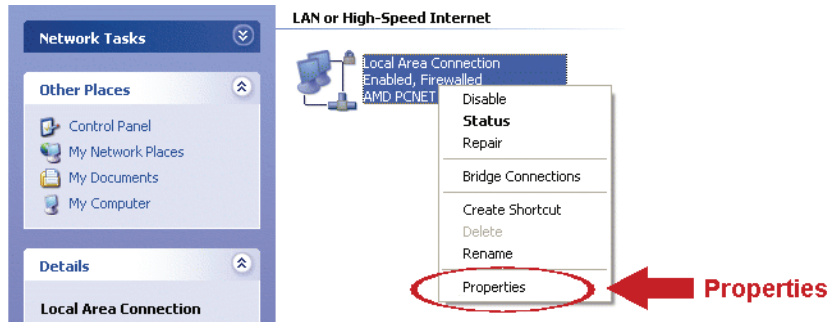 LAN or High-Speed Internet
Network Tasks
Other Places
Control Panel
My Network Places
My Documents
My Computer
Details
Local Area Connection
Local Area Connection
Enabled, Firewalled
AMD PCNET
Disable
Status
Repair
Bridge Connections
Create Shortcut
Delete
Rename
Properties
Properties